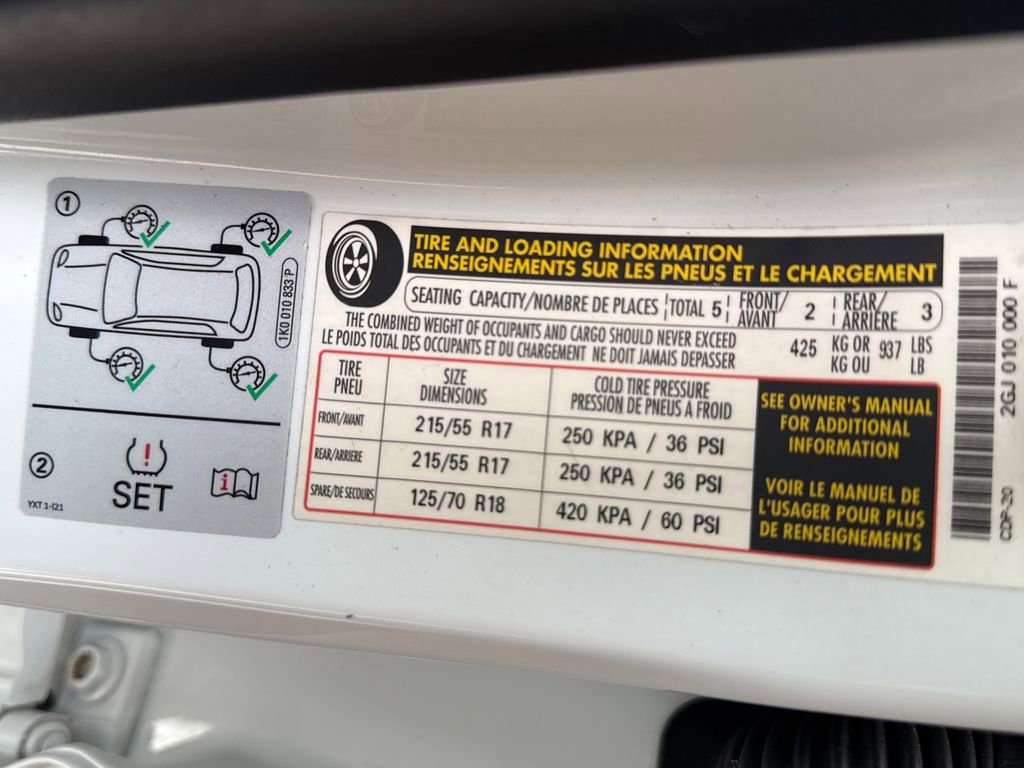 1
1K0 010 833 P
2
SET
i
YXT 1-I21
TIRE AND LOADING INFORMATION
RENSEIGNEMENTS SUR LES PNEUS ET LE CHARGEMENT
SEATING CAPACITY/NOMBRE DE PLACES TOTAL 5 FRONT/AVANT 2 REAR/ARRIÈRE 3
THE COMBINED WEIGHT OF OCCUPANTS AND CARGO SHOULD NEVER EXCEED
LE POIDS TOTAL DES OCCUPANTS ET DU CHARGEMENT NE DOIT JAMAIS DEPASSER
425 KG OR 937 LBS
KG OU LB
TIRE SIZE COLD TIRE PRESSURE
PNEU DIMENSIONS PRESSION DE PNEUS A FROID
FRONT/AVANT 215/55 R17 250 KPA / 36 PSI
REAR/ARRIERE 215/55 R17 250 KPA / 36 PSI
SPARE/DE SECOURS 125/70 R18 420 KPA / 60 PSI
SEE OWNER'S MANUAL
FOR ADDITIONAL
INFORMATION
VOIR LE MANUEL DE
L'USAGER POUR PLUS
DE RENSEIGNEMENTS
2GJ 010 000 F
CDP-20